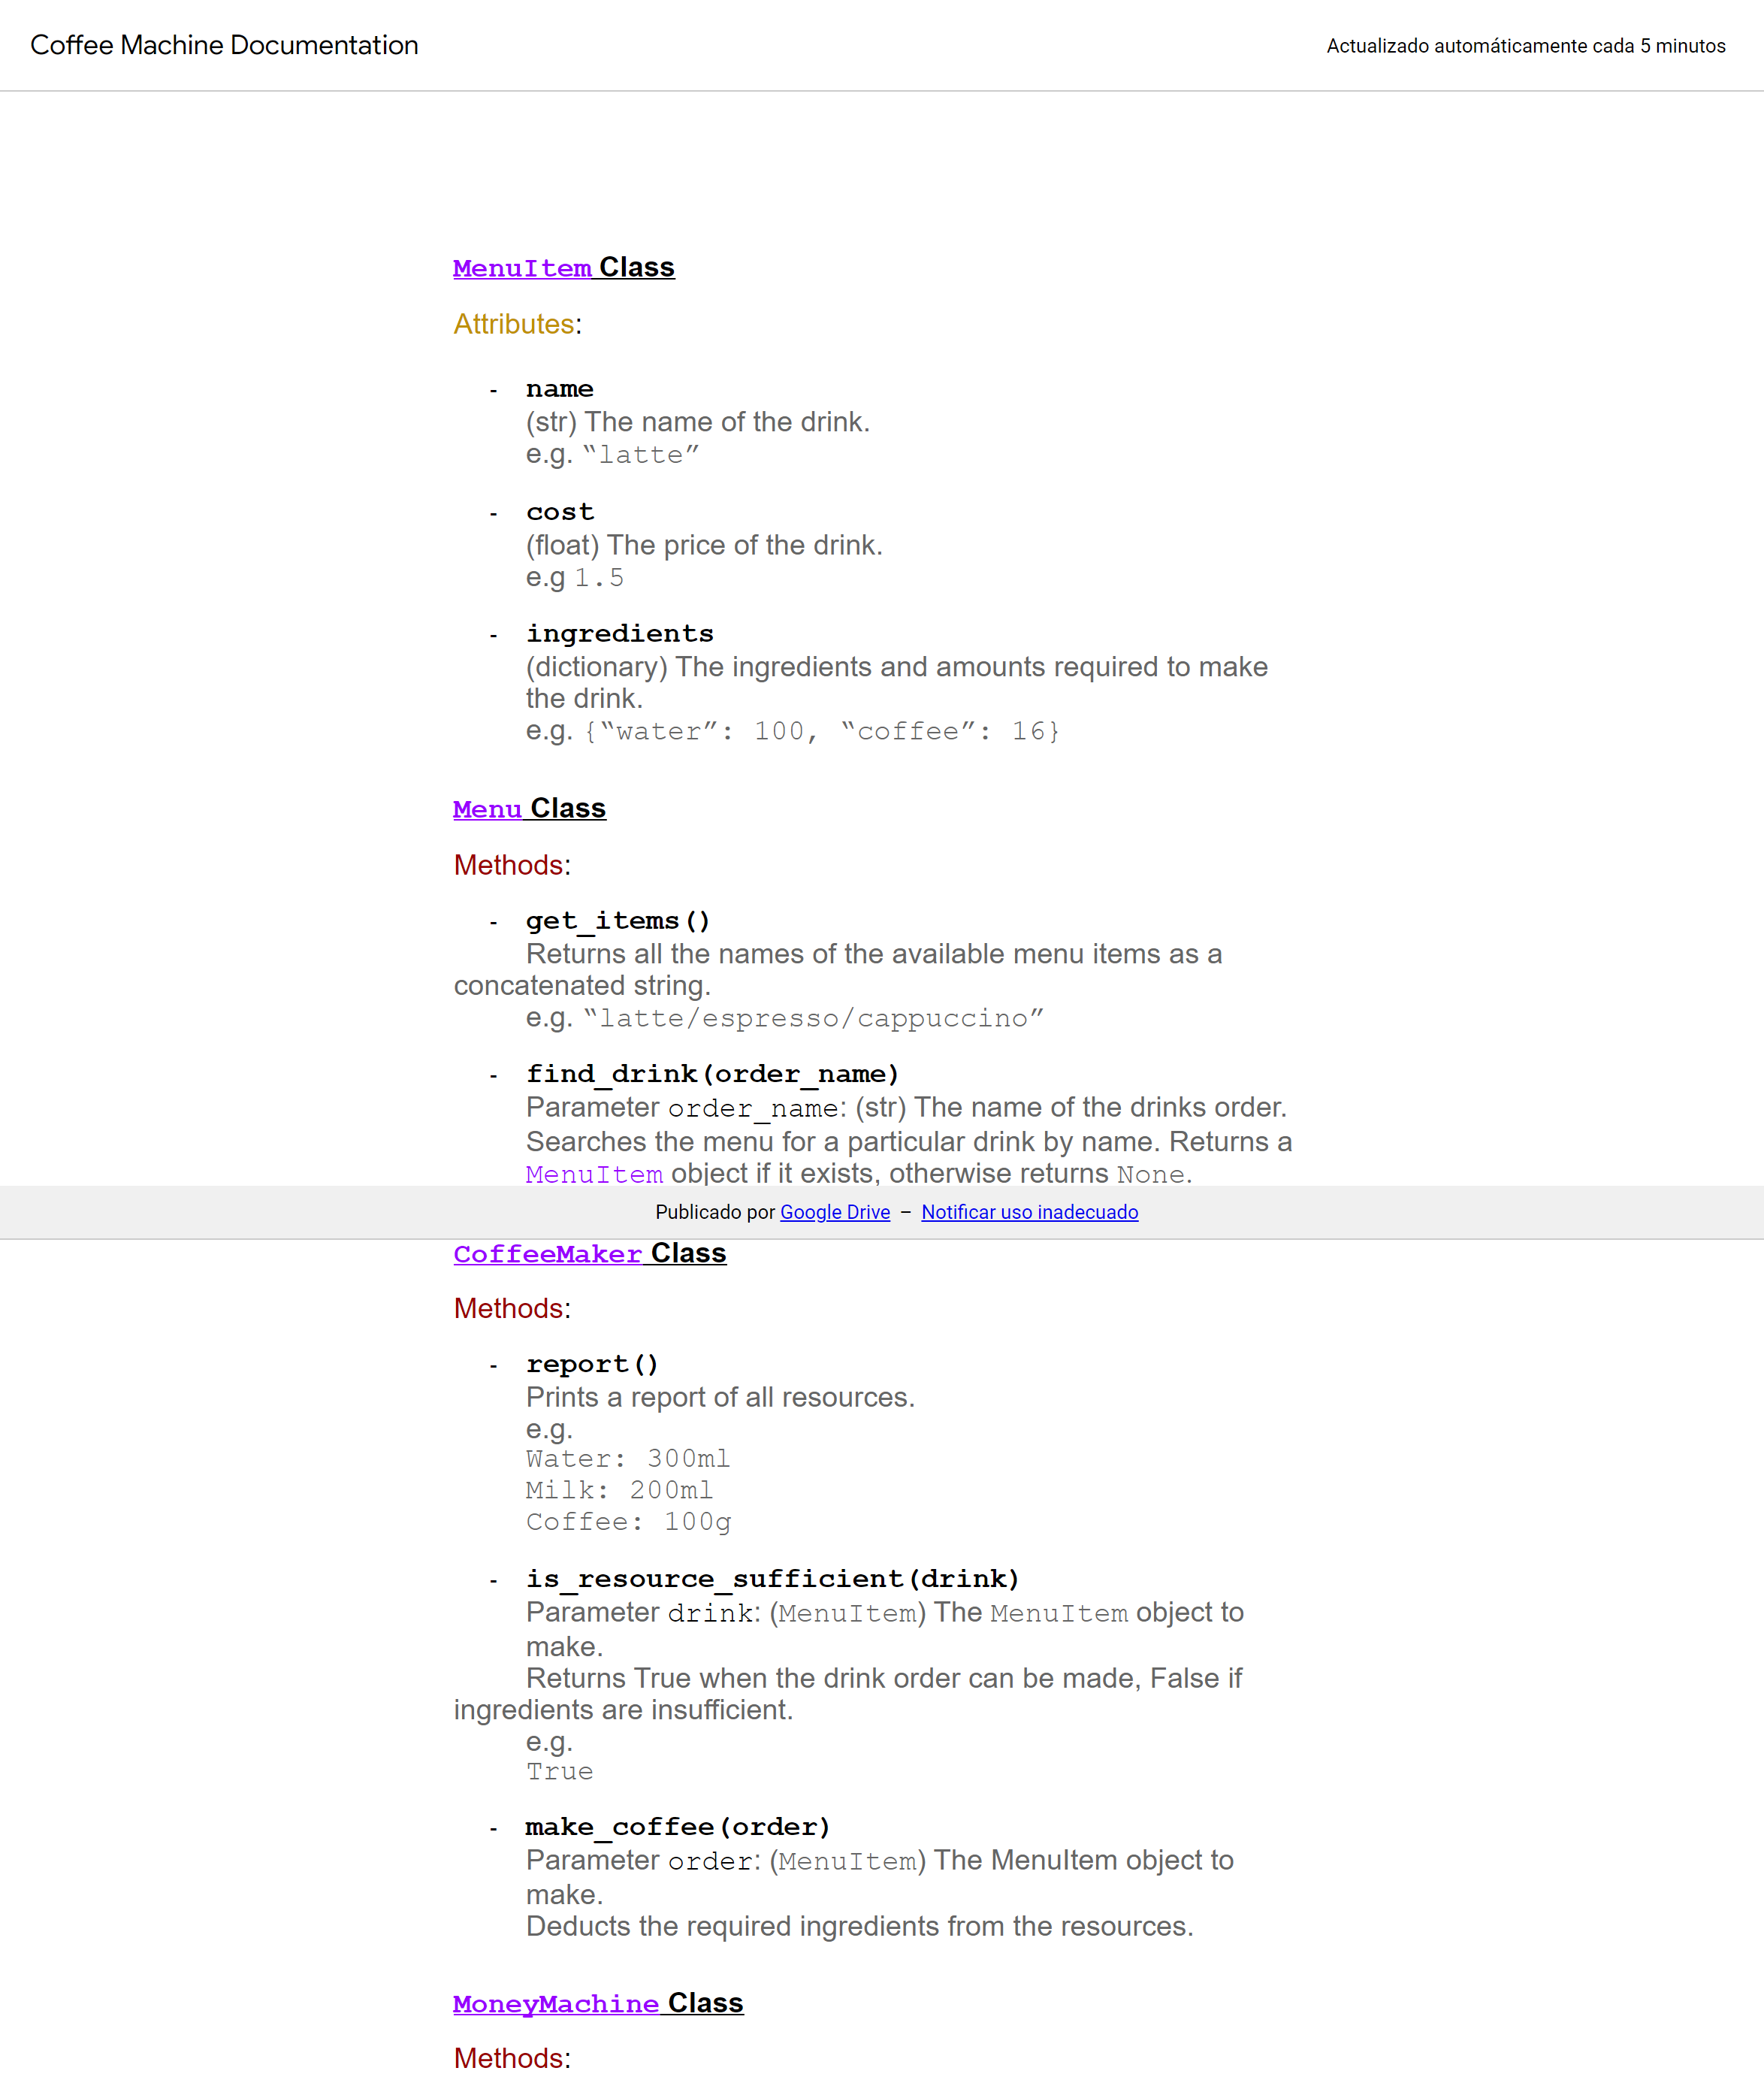 Coffee Machine Documentation
Actualizado automáticamente cada 5 minutos
MenuItem Class
Attributes:
- name
(str) The name of the drink.
e.g. “latte”
- cost
(float) The price of the drink.
e.g 1.5
- ingredients
(dictionary) The ingredients and amounts required to make
the drink.
e.g. {“water”: 100, “coffee”: 16}
Menu Class
Methods:
- get_items()
Returns all the names of the available menu items as a
concatenated string.
e.g. “latte/espresso/cappuccino”
- find_drink(order_name)
Parameter order_name: (str) The name of the drinks order.
Searches the menu for a particular drink by name. Returns a
MenuItem object if it exists, otherwise returns None.
Publicado por Google Drive – Notificar uso inadecuado
CoffeeMaker Class
Methods:
- report()
Prints a report of all resources.
e.g.
Water: 300ml
Milk: 200ml
Coffee: 100g
- is_resource_sufficient(drink)
Parameter drink: (MenuItem) The MenuItem object to
make.
Returns True when the drink order can be made, False if
ingredients are insufficient.
e.g.
True
- make_coffee(order)
Parameter order: (MenuItem) The MenuItem object to
make.
Deducts the required ingredients from the resources.
MoneyMachine Class
Methods: